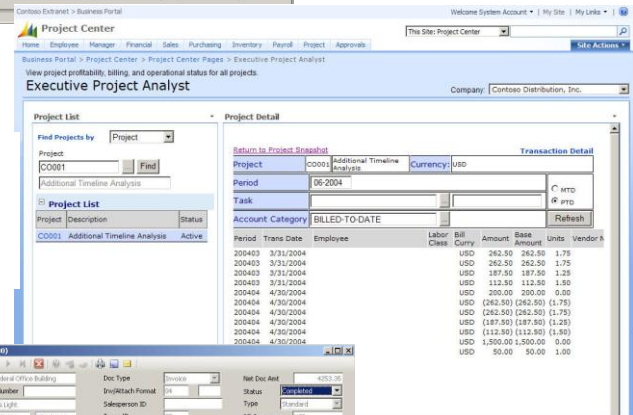 Contoso Extranet > Business Portal
Welcome System Account | My Site | My Links
Project Center
This Site: Project Center
Home Employee Manager Financial Sales Purchasing Inventory Payroll Project Approvals Site Actions
Business Portal > Project Center > Project Center Pages > Executive Project Analyst
View project profitability, billing, and operational status for all projects.
Executive Project Analyst
Company: Contoso Distribution, Inc.
Project List
Project Detail
Find Projects by Project
Project
CO001 ... Find
Additional Timeline Analysis
Project List
Project Description Status
CO001 Additional Timeline Analysis Active
Return to Project Snapshot Transaction Detail
Project CO001 Additional Timeline Analysis Currency: USD
Period 06-2004
MTD
Task ...
PTD
Account Category BILLED-TO-DATE ... Refresh
Period Trans Date Employee Labor Class Bill Curry Amount Base Amount Units Vendor N
200403 3/31/2004 USD 262.50 262.50 1.75
200403 3/31/2004 USD 262.50 262.50 1.75
200403 3/31/2004 USD 187.50 187.50 1.25
200403 3/31/2004 USD 112.50 112.50 1.50
200404 4/30/2004 USD 200.00 200.00 0.00
200404 4/30/2004 USD (262.50) (262.50) (1.75)
200404 4/30/2004 USD (262.50) (262.50) (1.75)
200404 4/30/2004 USD (187.50) (187.50) (1.25)
200404 4/30/2004 USD (112.50) (112.50) (1.50)
200404 4/30/2004 USD 1,500.00 1,500.00 0.00
USD 50.00 50.00 1.00
deral Office Building Doc Type Invoice Net Doc Amt 4253.35
umber Inv/Attach Format 04 Status Completed
Light Salesperson ID Type Standard